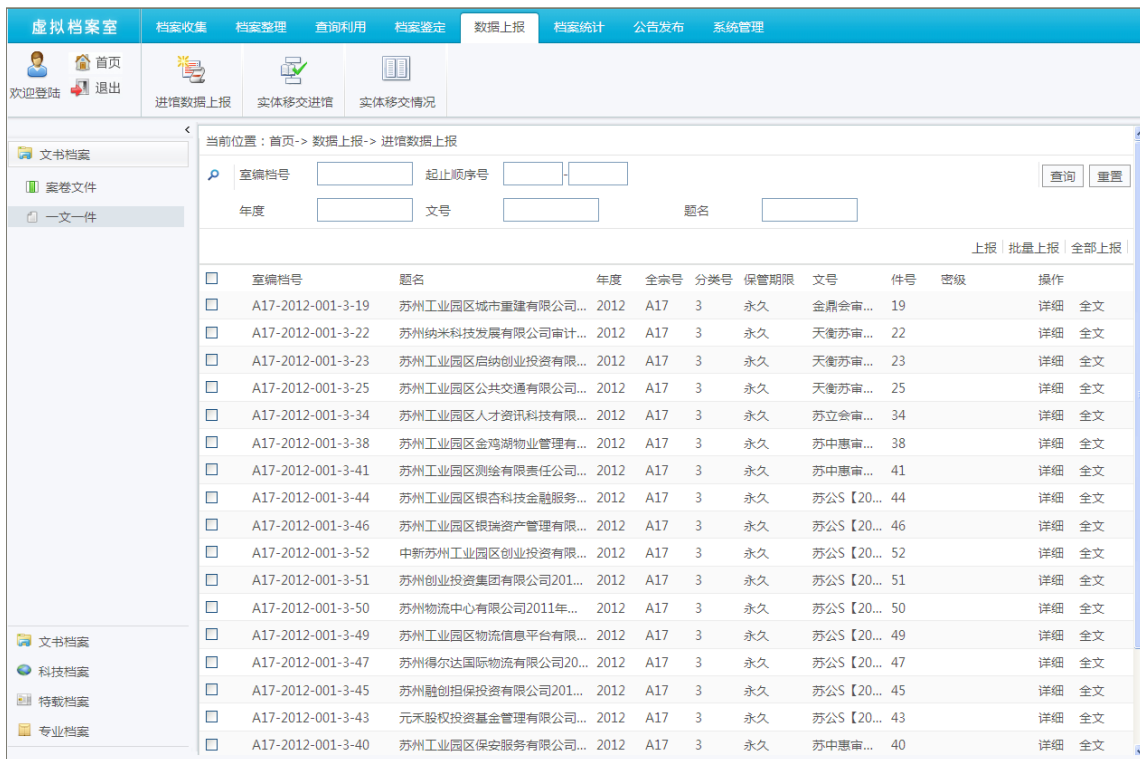 虚拟档案室 档案收集 档案整理 查询利用 档案鉴定 数据上报 档案统计 公告发布 系统管理
首页
欢迎登陆 退出
进馆数据上报 实体移交进馆 实体移交情况
当前位置：首页-> 数据上报-> 进馆数据上报
文书档案
案卷文件
一文一件
室编档号 起止顺序号 - 查询 重置
年度 文号 题名
上报 批量上报 全部上报
室编档号 题名 年度 全宗号 分类号 保管期限 文号 件号 密级 操作
A17-2012-001-3-19 苏州工业园区城市重建有限公司... 2012 A17 3 永久 金鼎会审... 19 详细 全文
A17-2012-001-3-22 苏州纳米科技发展有限公司审计... 2012 A17 3 永久 天衡苏审... 22 详细 全文
A17-2012-001-3-23 苏州工业园区启纳创业投资有限... 2012 A17 3 永久 天衡苏审... 23 详细 全文
A17-2012-001-3-25 苏州工业园区公共交通有限公司... 2012 A17 3 永久 天衡苏审... 25 详细 全文
A17-2012-001-3-34 苏州工业园区人才资讯科技有限... 2012 A17 3 永久 苏立会审... 34 详细 全文
A17-2012-001-3-38 苏州工业园区金鸡湖物业管理有... 2012 A17 3 永久 苏中惠审... 38 详细 全文
A17-2012-001-3-41 苏州工业园区测绘有限责任公司... 2012 A17 3 永久 苏中惠审... 41 详细 全文
A17-2012-001-3-44 苏州工业园区银杏科技金融服务... 2012 A17 3 永久 苏公S【20... 44 详细 全文
A17-2012-001-3-46 苏州工业园区银瑞资产管理有限... 2012 A17 3 永久 苏公S【20... 46 详细 全文
A17-2012-001-3-52 中新苏州工业园区创业投资有限... 2012 A17 3 永久 苏公S【20... 52 详细 全文
A17-2012-001-3-51 苏州创业投资集团有限公司201... 2012 A17 3 永久 苏公S【20... 51 详细 全文
A17-2012-001-3-50 苏州物流中心有限公司2011年... 2012 A17 3 永久 苏公S【20... 50 详细 全文
A17-2012-001-3-49 苏州工业园区物流信息平台有限... 2012 A17 3 永久 苏公S【20... 49 详细 全文
A17-2012-001-3-47 苏州得尔达国际物流有限公司20... 2012 A17 3 永久 苏公S【20... 47 详细 全文
A17-2012-001-3-45 苏州融创担保投资有限公司201... 2012 A17 3 永久 苏公S【20... 45 详细 全文
A17-2012-001-3-43 元禾股权投资基金管理有限公司... 2012 A17 3 永久 苏公S【20... 43 详细 全文
A17-2012-001-3-40 苏州工业园区保安服务有限公司... 2012 A17 3 永久 苏中惠审... 40 详细 全文
文书档案
科技档案
特载档案
专业档案